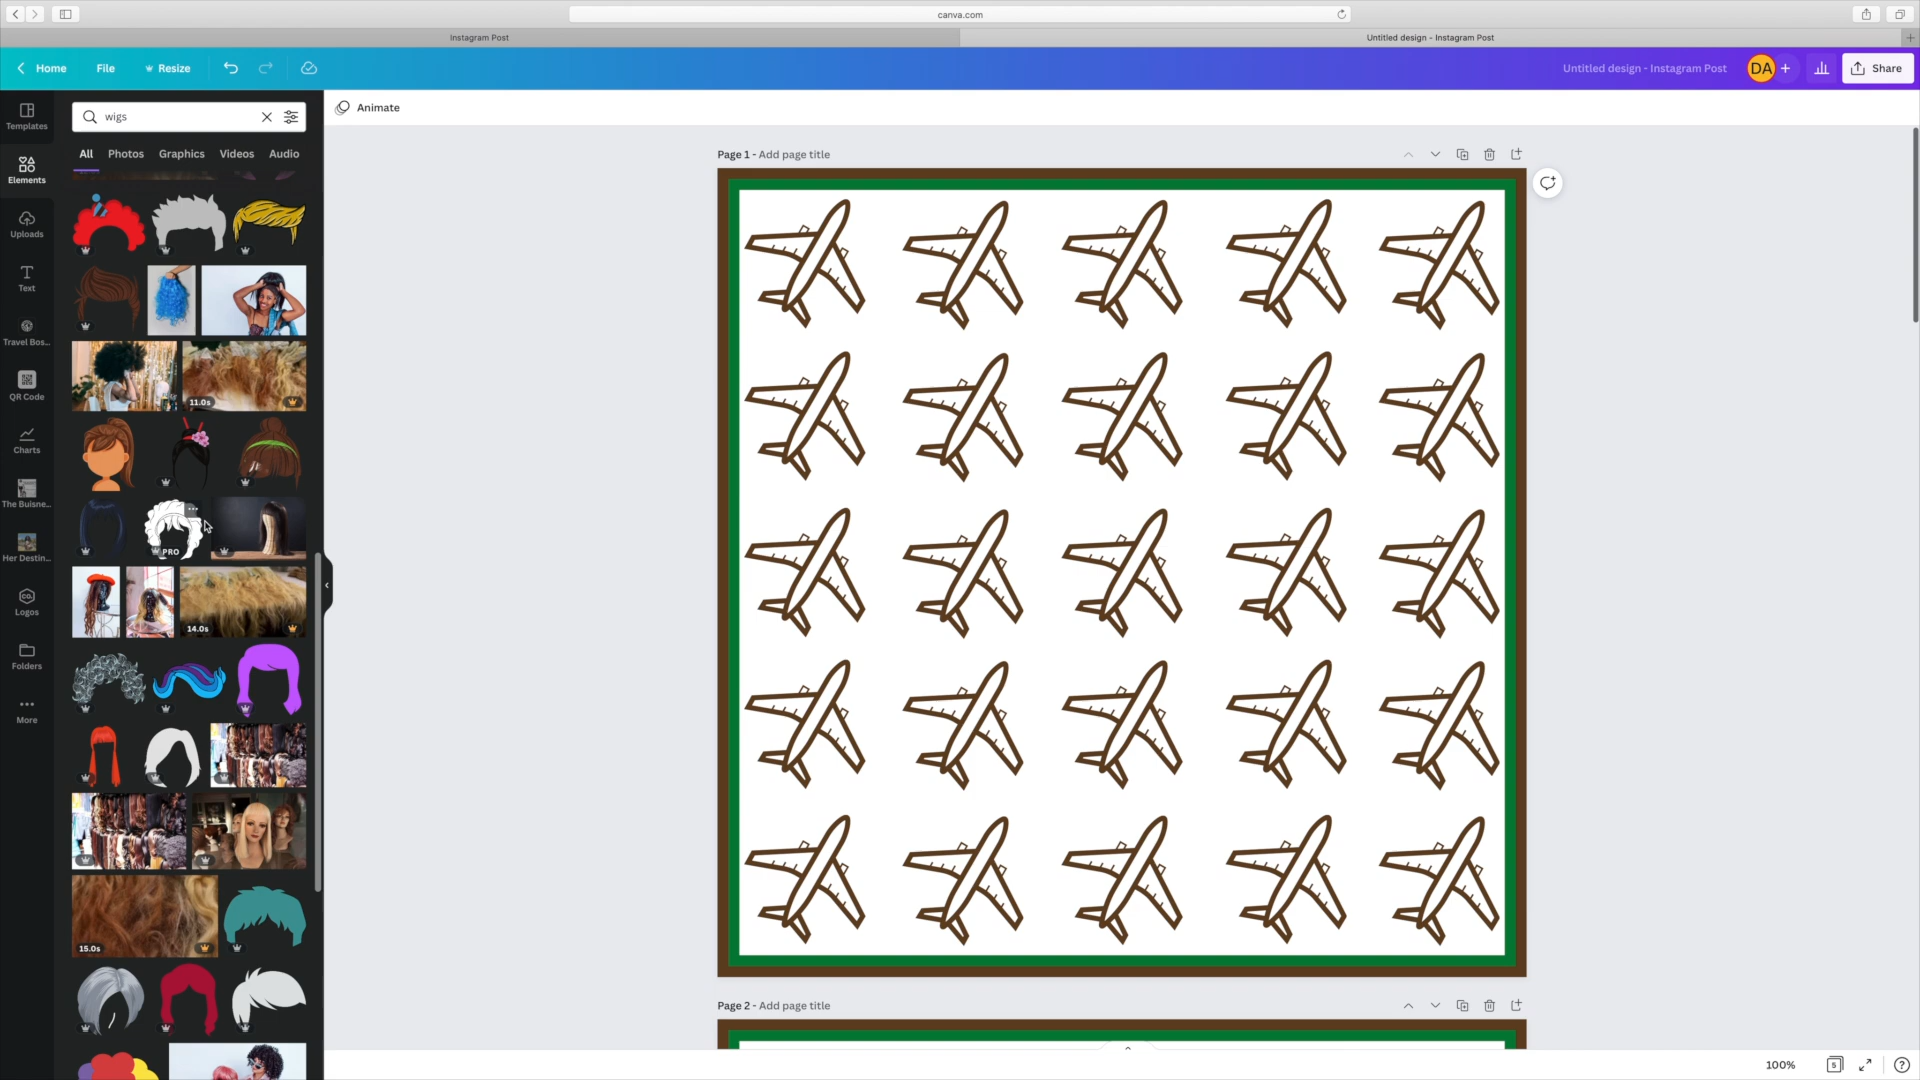 canva.com
Instagram Post
Untitled design - Instagram Post
Home
File
Resize
Untitled design - Instagram Post
DA
Share
Templates
Elements
Uploads
Text
Travel Bos...
QR Code
Charts
The Buisne...
Her Destin...
Logos
Folders
More
wigs
All
Photos
Graphics
Videos
Audio
11.0s
PRO
14.0s
15.0s
Animate
Page 1 - Add page title
Page 2 - Add page title
100%
5